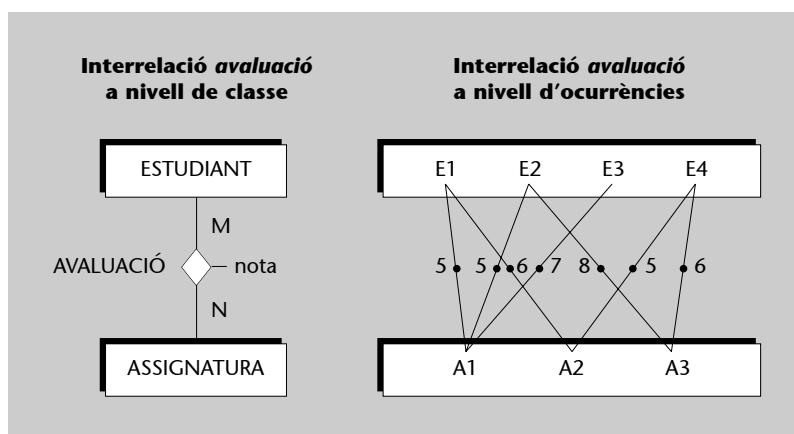 Interrelació avaluació
a nivell de classe
ESTUDIANT
M
AVALUACIÓ
nota
N
ASSIGNATURA
Interrelació avaluació
a nivell d'ocurrències
E1 E2 E3 E4
5 5 6 7 8 5 6
A1 A2 A3